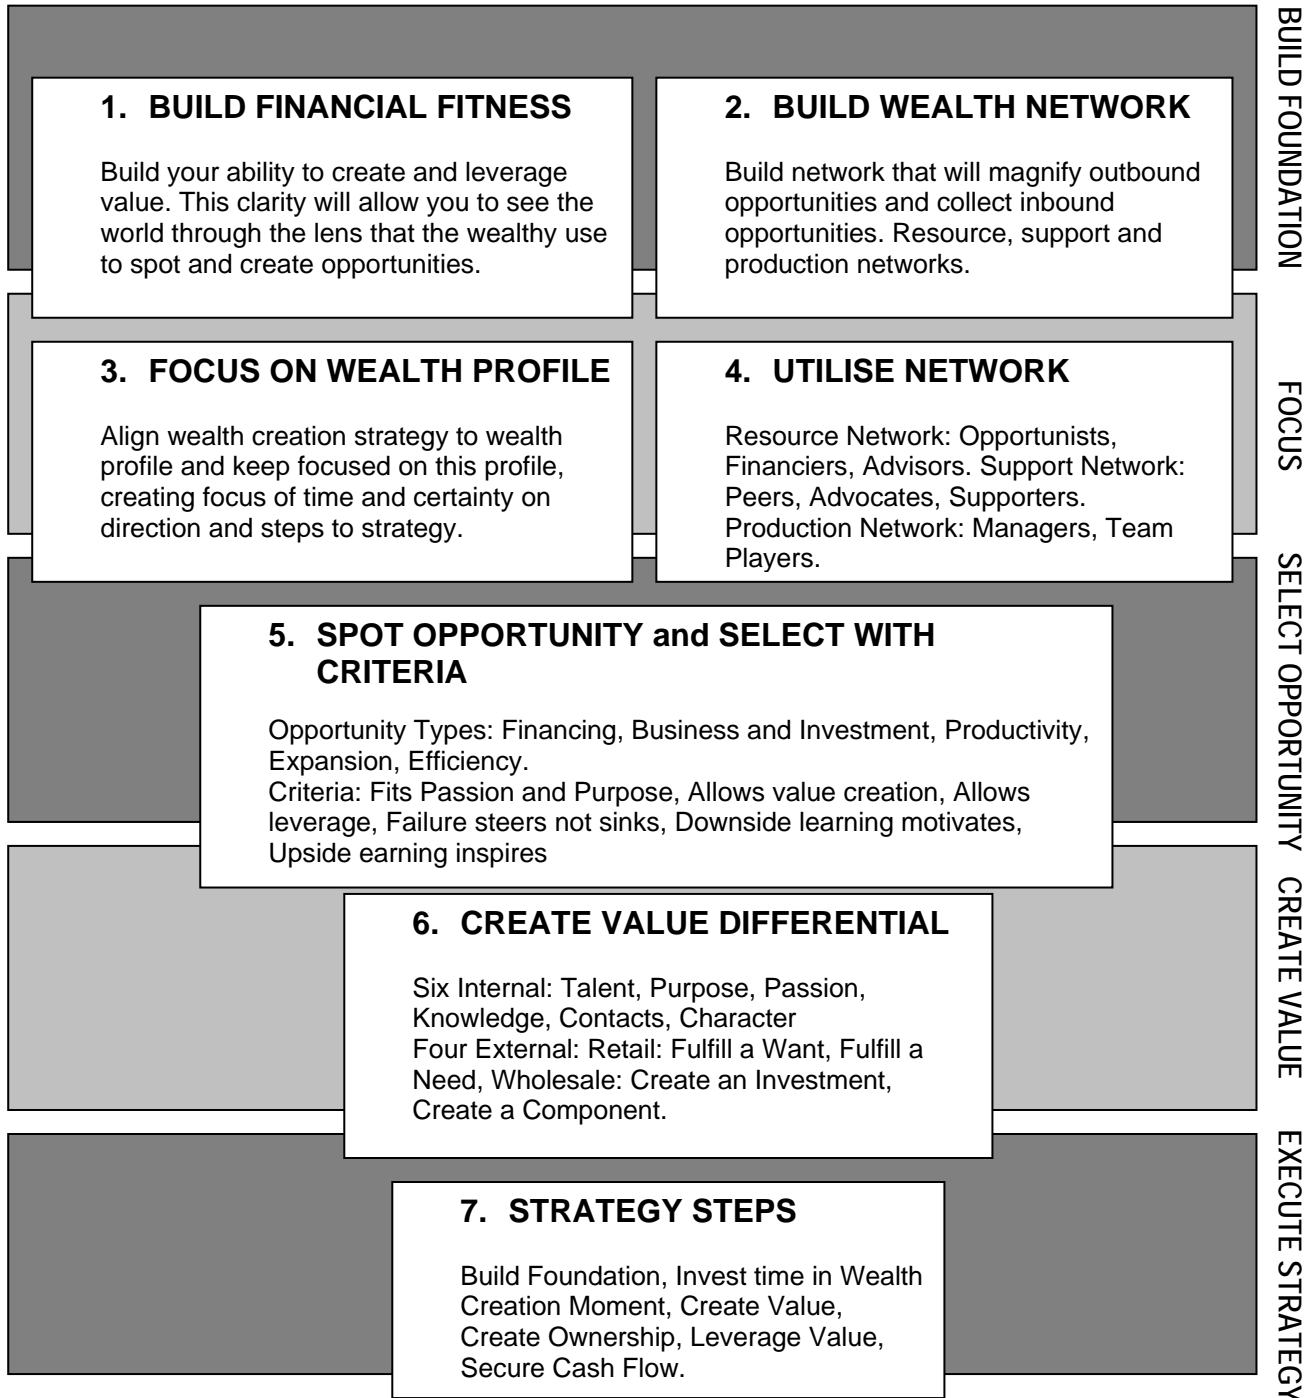 BUILD FOUNDATION
1. BUILD FINANCIAL FITNESS
Build your ability to create and leverage
value. This clarity will allow you to see the
world through the lens that the wealthy use
to spot and create opportunities.
2. BUILD WEALTH NETWORK
Build network that will magnify outbound
opportunities and collect inbound
opportunities. Resource, support and
production networks.
FOCUS
3. FOCUS ON WEALTH PROFILE
Align wealth creation strategy to wealth
profile and keep focused on this profile,
creating focus of time and certainty on
direction and steps to strategy.
4. UTILISE NETWORK
Resource Network: Opportunists,
Financiers, Advisors. Support Network:
Peers, Advocates, Supporters.
Production Network: Managers, Team
Players.
SELECT OPPORTUNITY
5. SPOT OPPORTUNITY and SELECT WITH
CRITERIA
Opportunity Types: Financing, Business and Investment, Productivity,
Expansion, Efficiency.
Criteria: Fits Passion and Purpose, Allows value creation, Allows
leverage, Failure steers not sinks, Downside learning motivates,
Upside earning inspires
CREATE VALUE
6. CREATE VALUE DIFFERENTIAL
Six Internal: Talent, Purpose, Passion,
Knowledge, Contacts, Character
Four External: Retail: Fulfill a Want, Fulfill a
Need, Wholesale: Create an Investment,
Create a Component.
EXECUTE STRATEGY
7. STRATEGY STEPS
Build Foundation, Invest time in Wealth
Creation Moment, Create Value,
Create Ownership, Leverage Value,
Secure Cash Flow.